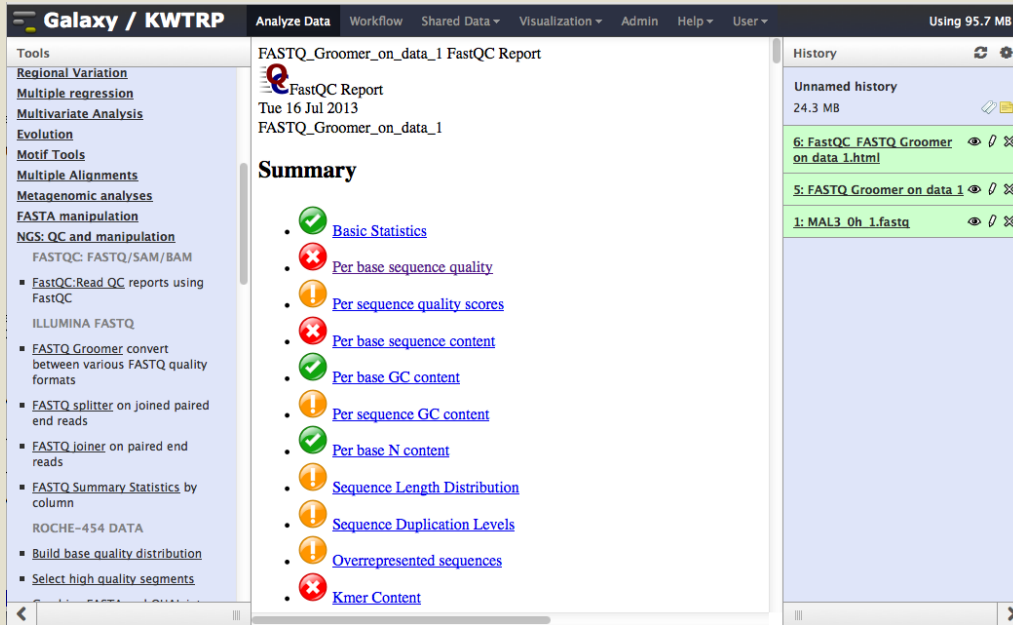 Galaxy / KWTRP
Analyze Data Workflow Shared Data Visualization Admin Help User
Using 95.7 MB
Tools
Regional Variation
Multiple regression
Multivariate Analysis
Evolution
Motif Tools
Multiple Alignments
Metagenomic analyses
FASTA manipulation
NGS: QC and manipulation
FASTQC: FASTQ/SAM/BAM
FastQC:Read QC reports using
FastQC
ILLUMINA FASTQ
FASTQ Groomer convert
between various FASTQ quality
formats
FASTQ splitter on joined paired
end reads
FASTQ joiner on paired end
reads
FASTQ Summary Statistics by
column
ROCHE-454 DATA
Build base quality distribution
Select high quality segments
FASTQ_Groomer_on_data_1 FastQC Report
FastQC Report
Tue 16 Jul 2013
FASTQ_Groomer_on_data_1
Summary
Basic Statistics
Per base sequence quality
Per sequence quality scores
Per base sequence content
Per base GC content
Per sequence GC content
Per base N content
Sequence Length Distribution
Sequence Duplication Levels
Overrepresented sequences
Kmer Content
History
Unnamed history
24.3 MB
6: FastQC_FASTQ Groomer
on data 1.html
5: FASTQ Groomer on data 1
1: MAL3_0h_1.fastq